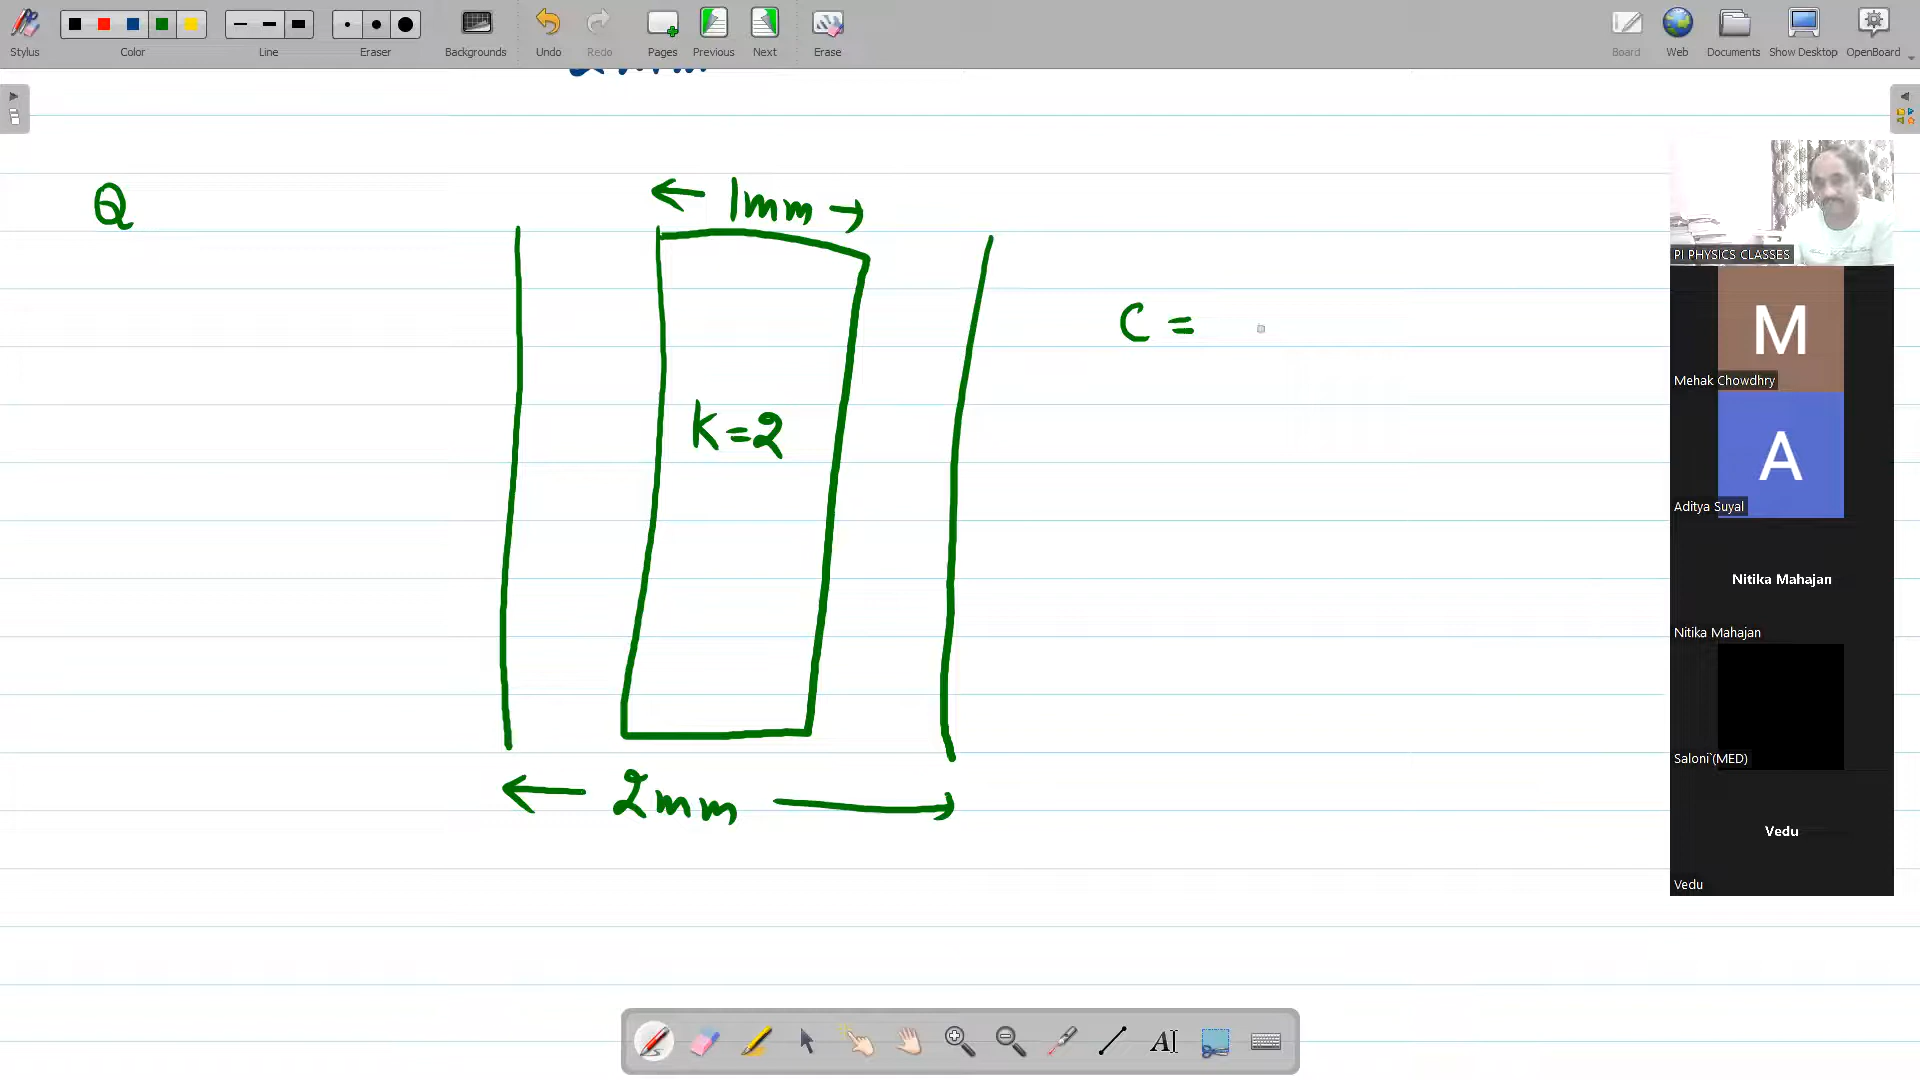 Stylus
Color
Line
Eraser
Backgrounds
Undo
Redo
Pages
Previous
Next
Erase
Board
Web
Documents
Show Desktop
OpenBoard
Q
1mm
C =
K=2
2mm
PI PHYSICS CLASSES
M
Mehak Chowdhry
A
Aditya Suyal
Nitika Mahajan
Nitika Mahajan
Saloni`(MED)
Vedu
Vedu